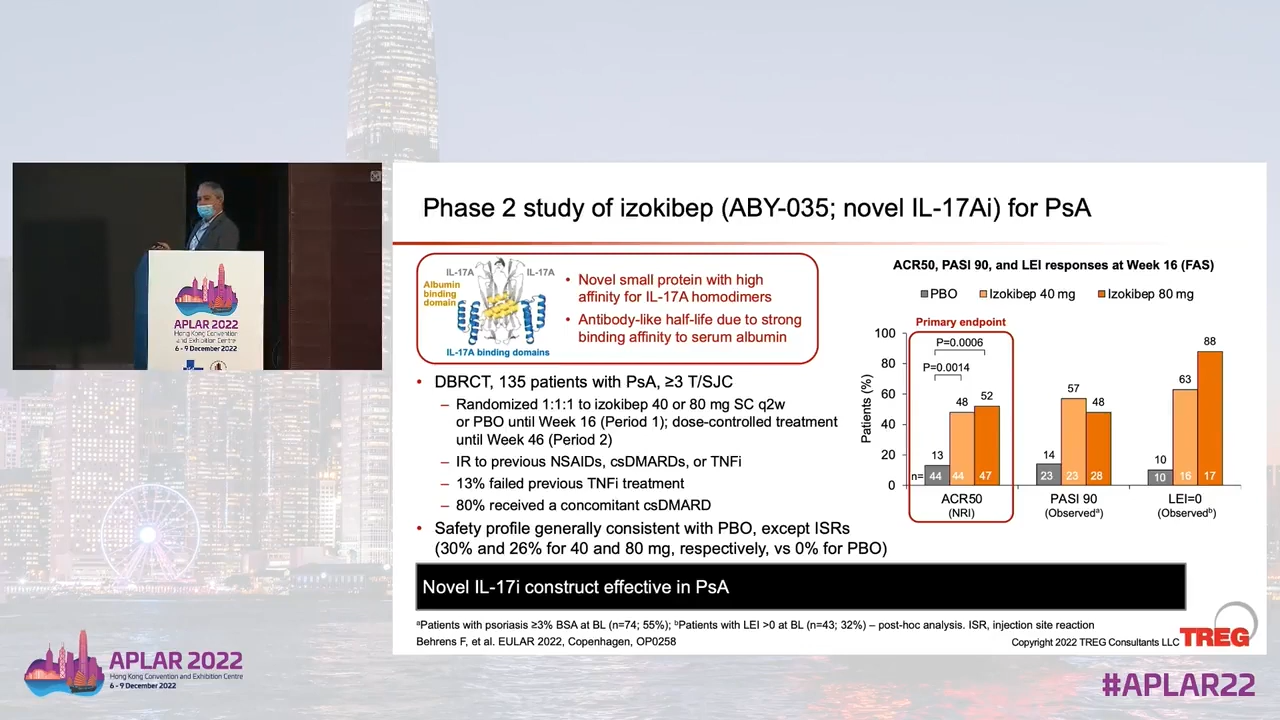 Phase 2 study of izokibep (ABY-035; novel IL-17Ai) for PsA
IL-17A
IL-17A
Albumin
binding
domain
IL-17A binding domains
• Novel small protein with high
affinity for IL-17A homodimers
• Antibody-like half-life due to strong
binding affinity to serum albumin
• DBRCT, 135 patients with PsA, ≥3 T/SJC
– Randomized 1:1:1 to izokibep 40 or 80 mg SC q2w
or PBO until Week 16 (Period 1); dose-controlled treatment
until Week 46 (Period 2)
– IR to previous NSAIDs, csDMARDs, or TNFi
– 13% failed previous TNFi treatment
– 80% received a concomitant csDMARD
• Safety profile generally consistent with PBO, except ISRs
(30% and 26% for 40 and 80 mg, respectively, vs 0% for PBO)
ACR50, PASI 90, and LEI responses at Week 16 (FAS)
PBO
Izokibep 40 mg
Izokibep 80 mg
Primary endpoint
P=0.0006
P=0.0014
Patients (%)
100
80
60
40
20
0
13
48
52
14
57
48
10
63
88
n=
44
44
47
23
23
28
10
16
17
ACR50
(NRI)
PASI 90
(Observedᵃ)
LEI=0
(Observedᵇ)
Novel IL-17i construct effective in PsA
ᵃPatients with psoriasis ≥3% BSA at BL (n=74; 55%); ᵇPatients with LEI >0 at BL (n=43; 32%) – post-hoc analysis. ISR, injection site reaction
Behrens F, et al. EULAR 2022, Copenhagen, OP0258
Copyright 2022 TREG Consultants LLC
TREG
APLAR 2022
Hong Kong Convention
and Exhibition Centre
6 - 9 December 2022
APLAR 2022
Hong Kong Convention and Exhibition Centre
6 - 9 December 2022
#APLAR22